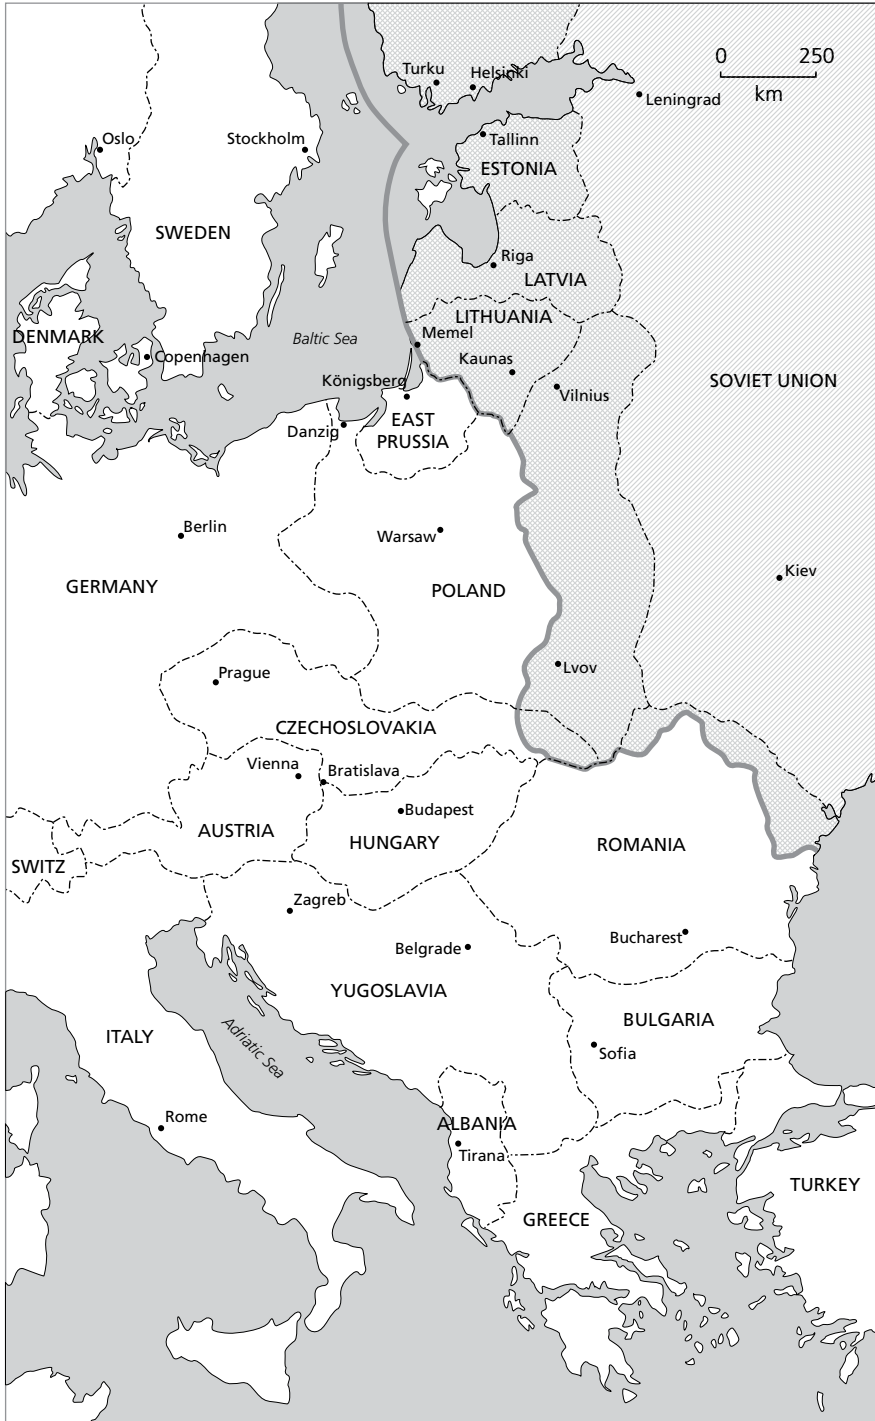 Turku
Helsinki
0 250
km
Leningrad
Oslo
Stockholm
Tallinn
ESTONIA
SWEDEN
Riga
LATVIA
LITHUANIA
DENMARK
Baltic Sea
Memel
Copenhagen
Kaunas
Königsberg
Vilnius
SOVIET UNION
Danzig
EAST
PRUSSIA
Berlin
Warsaw
Kiev
GERMANY
POLAND
Lvov
Prague
CZECHOSLOVAKIA
Vienna
Bratislava
Budapest
AUSTRIA
HUNGARY
ROMANIA
SWITZ
Zagreb
Belgrade
Bucharest
YUGOSLAVIA
ITALY
Adriatic Sea
BULGARIA
Sofia
Rome
ALBANIA
Tirana
TURKEY
GREECE